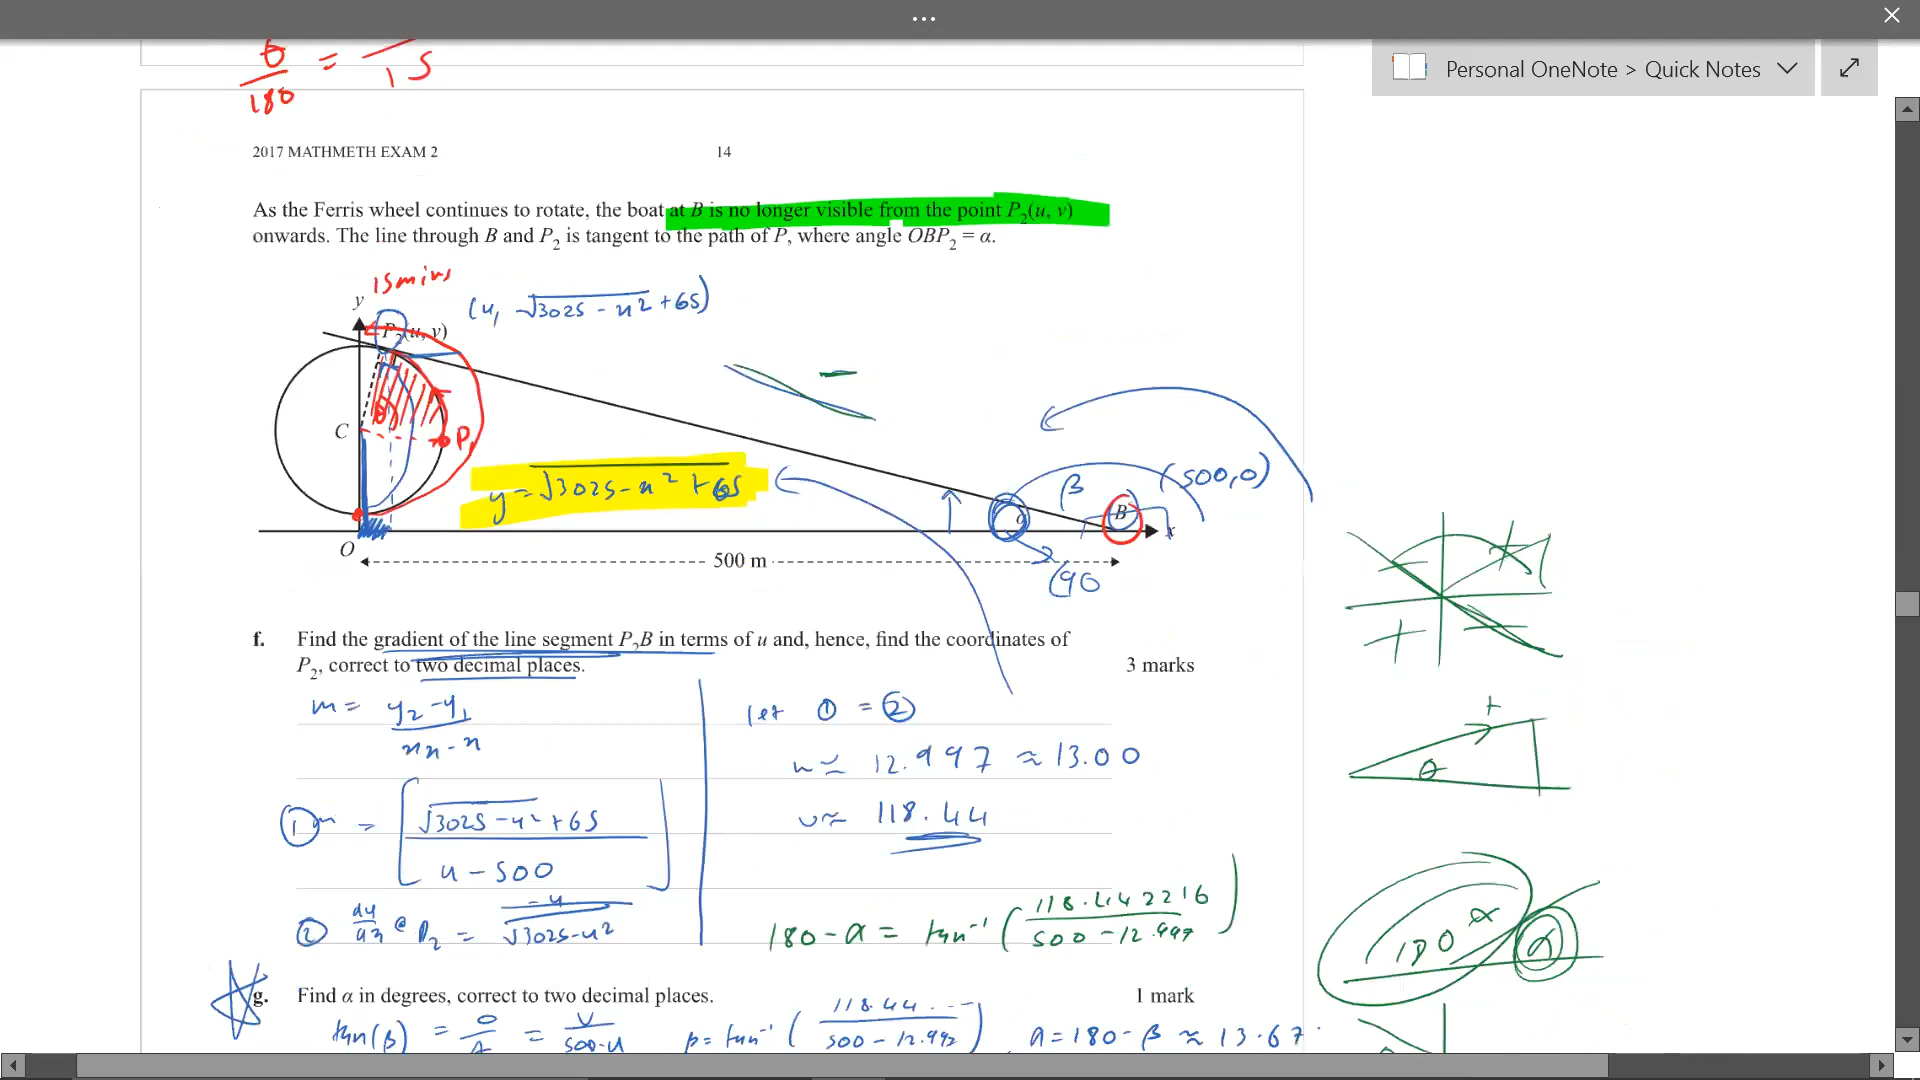 Personal OneNote > Quick Notes
6/180 = /15
2017 MATHMETH EXAM 2
14
As the Ferris wheel continues to rotate, the boat at B is no longer visible from the point P₂(u, v)
onwards. The line through B and P₂ is tangent to the path of P, where angle OBP₂ = α.
15mins
y
(u, √3025-u² + 65)
P₂(u, v)
C
θ
P₁
y = √3025-x² + 65
β
(500,0)
α
B
x
O
500 m
(90
f. Find the gradient of the line segment P₂B in terms of u and, hence, find the coordinates of
P₂, correct to two decimal places.
3 marks
m = y₂-y₁
let ① = ②
u ≃ 12.997 ≈ 13.00
① m = [√3025-u² + 65 / u - 500]
v ≈ 118.44
② dy/dx @ P₂ = -u/√3025-u²
180-α = tan⁻¹(118.442216 / 500-12.997)
+
θ
180 α
α
g. Find α in degrees, correct to two decimal places.
1 mark
tan(β) = O/A = v/500-u
β = tan⁻¹(118.44... / 500-12.992), α = 180-β ≈ 13.67